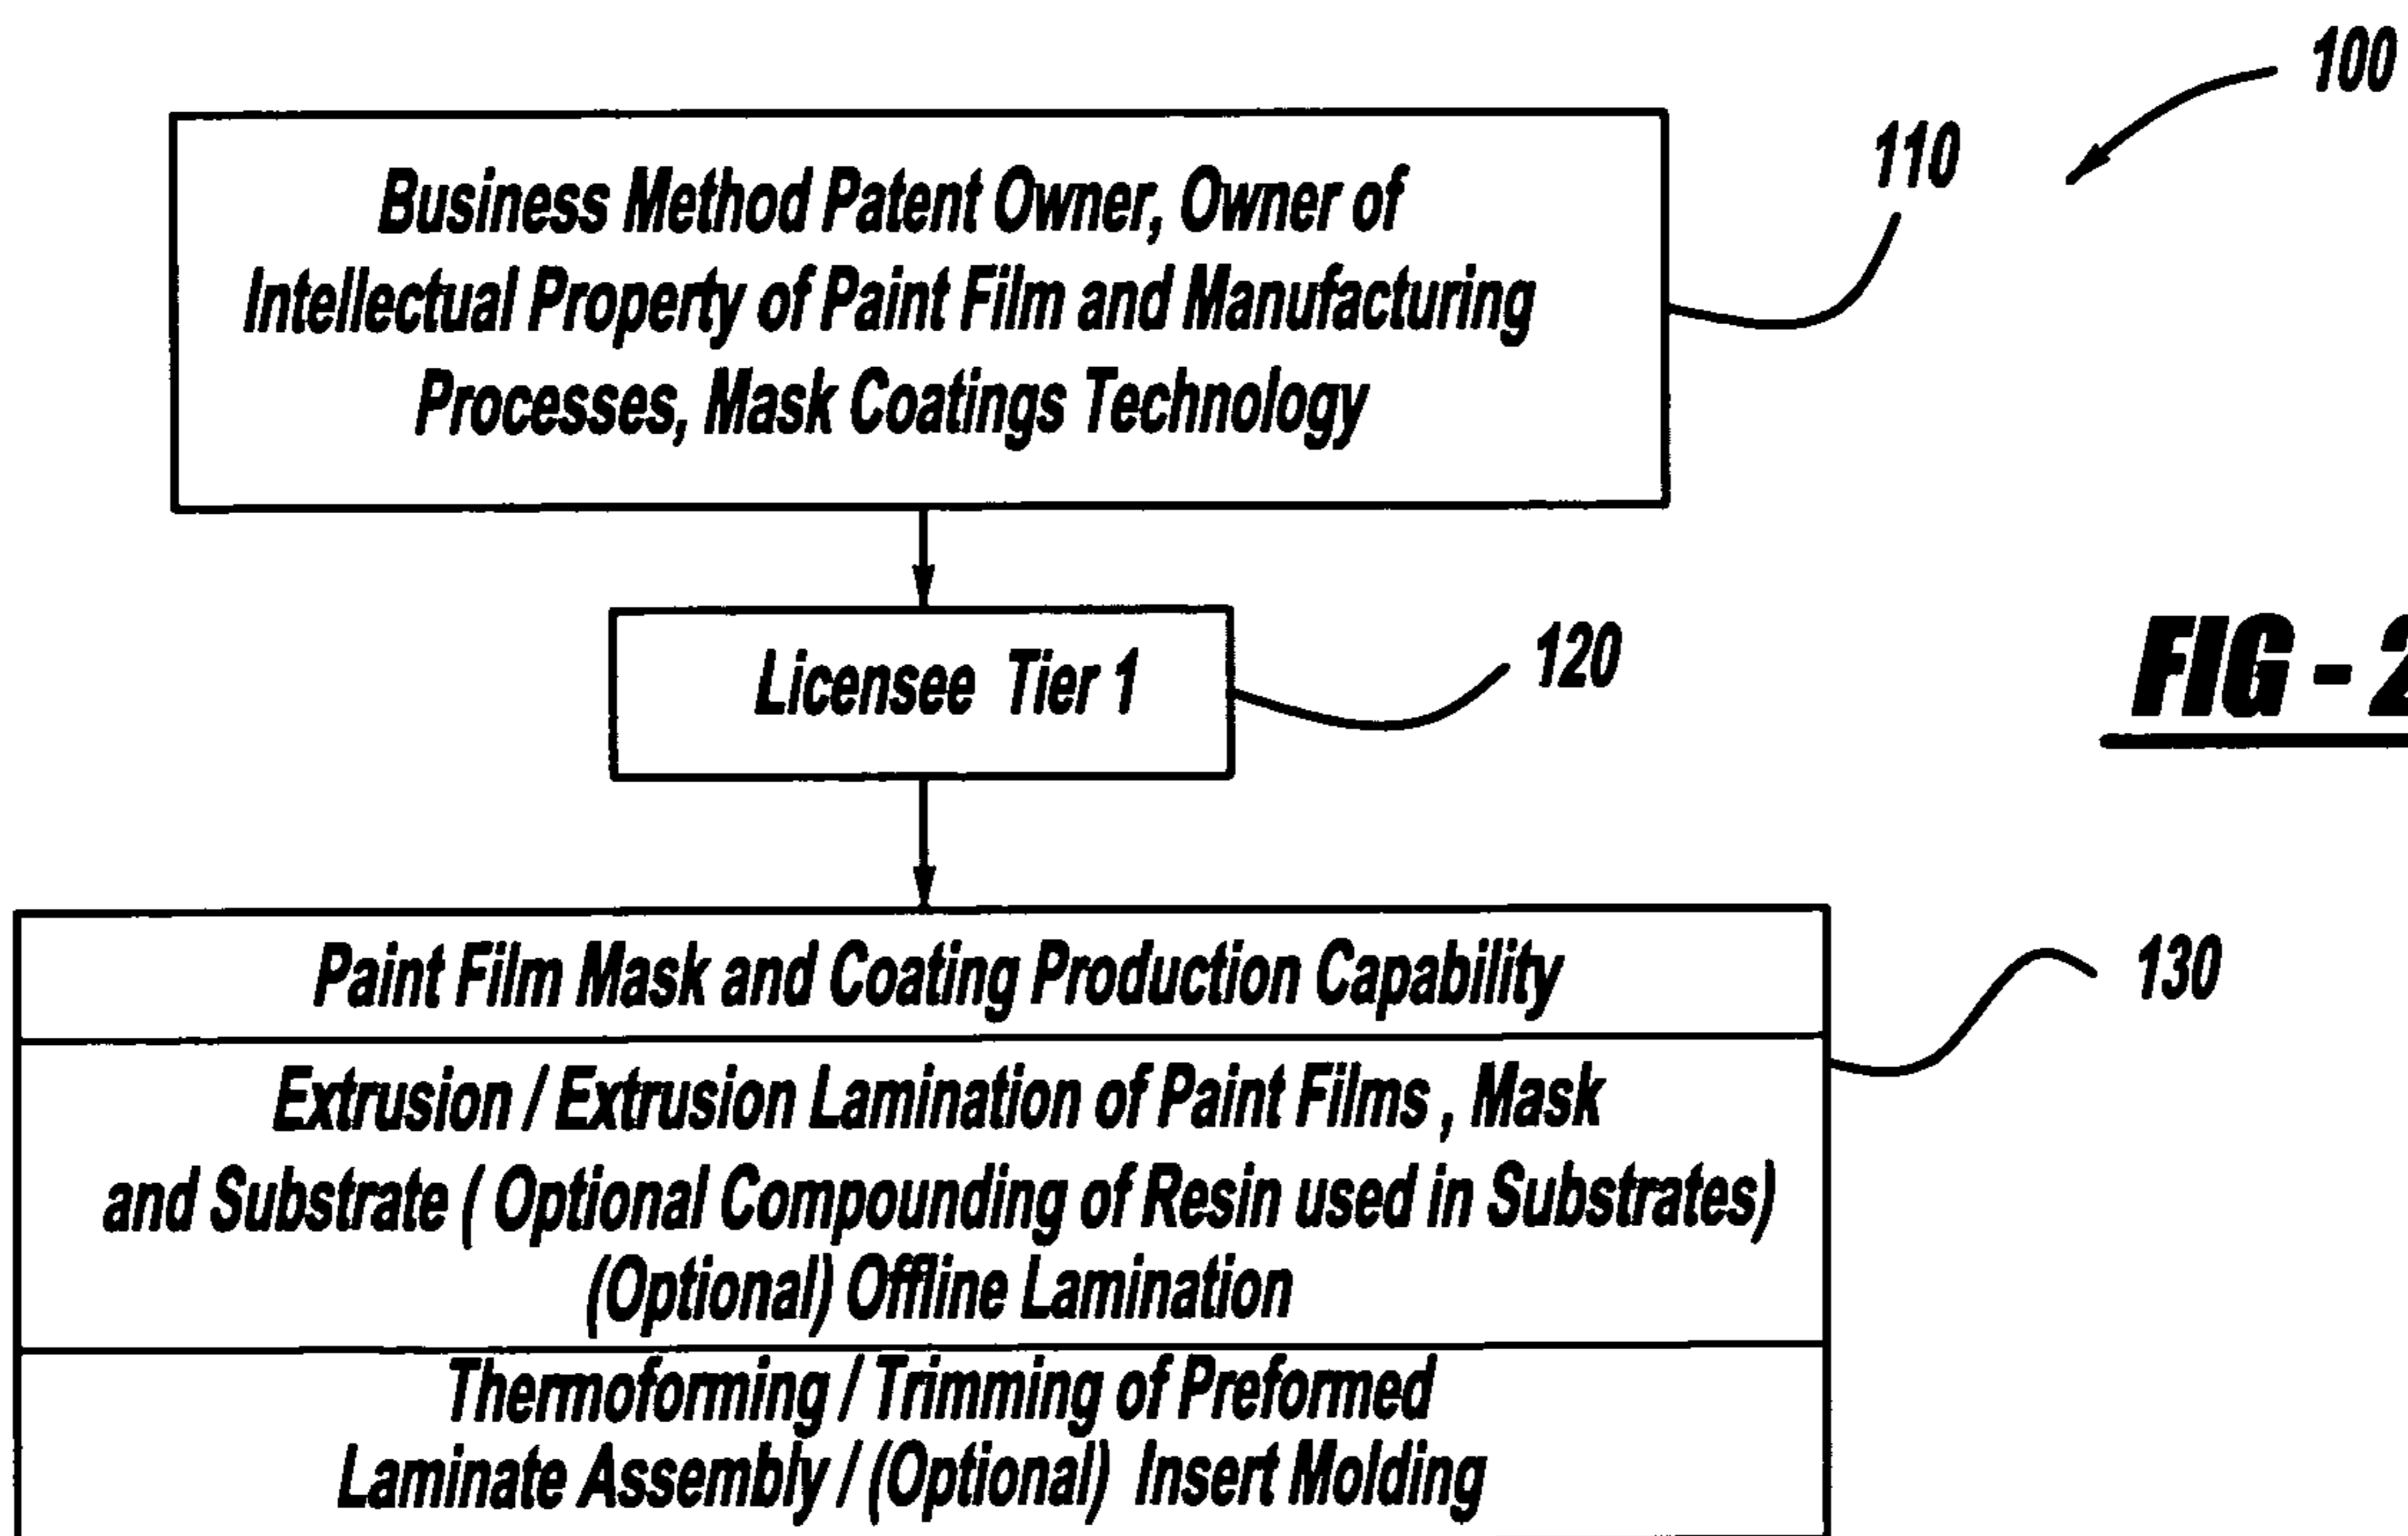 100
110
Business Method Patent Owner, Owner of
Intellectual Property of Paint Film and Manufacturing
Processes, Mask Coatings Technology
Licensee Tier 1
120
FIG - 2
Paint Film Mask and Coating Production Capability
130
Extrusion / Extrusion Lamination of Paint Films , Mask
and Substrate ( Optional Compounding of Resin used in Substrates)
(Optional) Offline Lamination
Thermoforming / Trimming of Preformed
Laminate Assembly / (Optional) Insert Molding